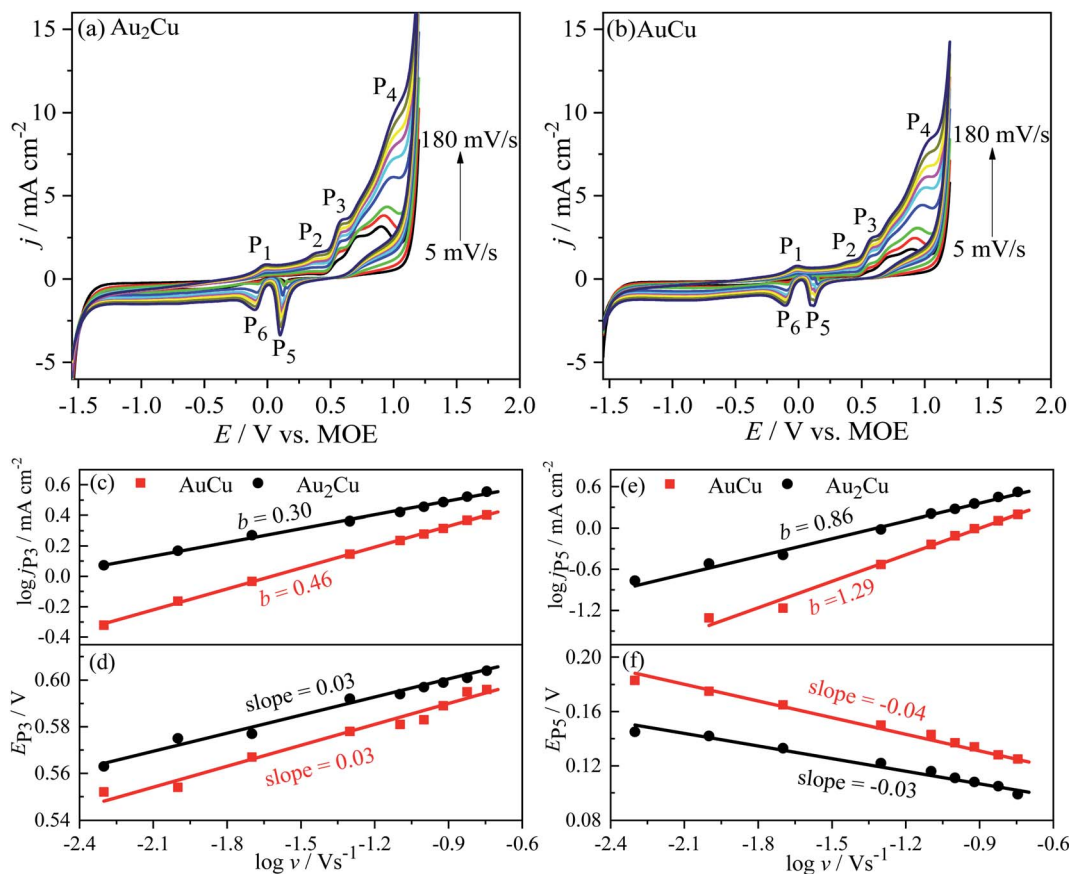 (a) Au₂Cu
15
10
5
0
-5
j / mA cm⁻²
P₁
P₂
P₃
P₄
P₅
P₆
180 mV/s
5 mV/s
-1.5 -1.0 -0.5 0.0 0.5 1.0 1.5 2.0
E / V vs. MOE
(b) AuCu
15
10
5
0
-5
j / mA cm⁻²
P₁
P₂
P₃
P₄
P₅
P₆
180 mV/s
5 mV/s
-1.5 -1.0 -0.5 0.0 0.5 1.0 1.5 2.0
E / V vs. MOE
(c) AuCu Au₂Cu
0.6
0.4
0.2
0.0
-0.2
-0.4
log jP3 / mA cm⁻²
b = 0.30
b = 0.46
(d)
0.60
0.58
0.56
0.54
EP3 / V
slope = 0.03
slope = 0.03
-2.4 -2.1 -1.8 -1.5 -1.2 -0.9 -0.6
log v / Vs⁻¹
(e) AuCu Au₂Cu
0.6
0.0
-0.6
-1.2
log jP5 / mA cm⁻²
b = 0.86
b =1.29
(f)
0.20
0.16
0.12
0.08
EP5 / V
slope = -0.04
slope = -0.03
-2.4 -2.1 -1.8 -1.5 -1.2 -0.9 -0.6
log v / Vs⁻¹